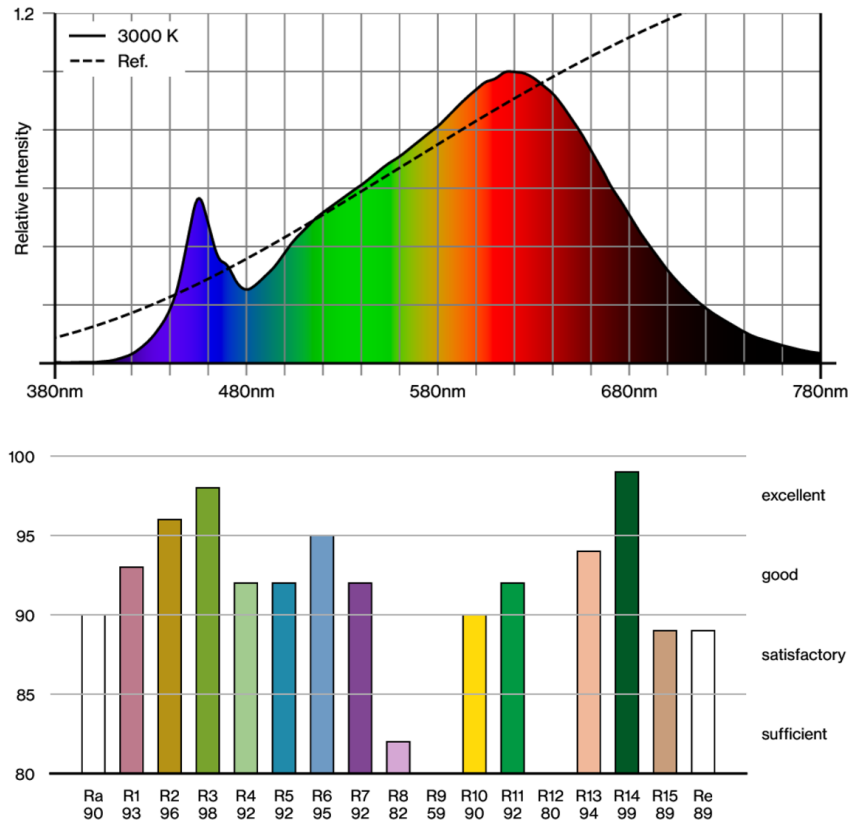 1.2
3000 K
Ref.
Relative Intensity
380nm 480nm 580nm 680nm 780nm
100
excellent
95
good
90
satisfactory
85
sufficient
80
Ra R1 R2 R3 R4 R5 R6 R7 R8 R9 R10 R11 R12 R13 R14 R15 Re
90 93 96 98 92 92 95 92 82 59 90 92 80 94 99 89 89